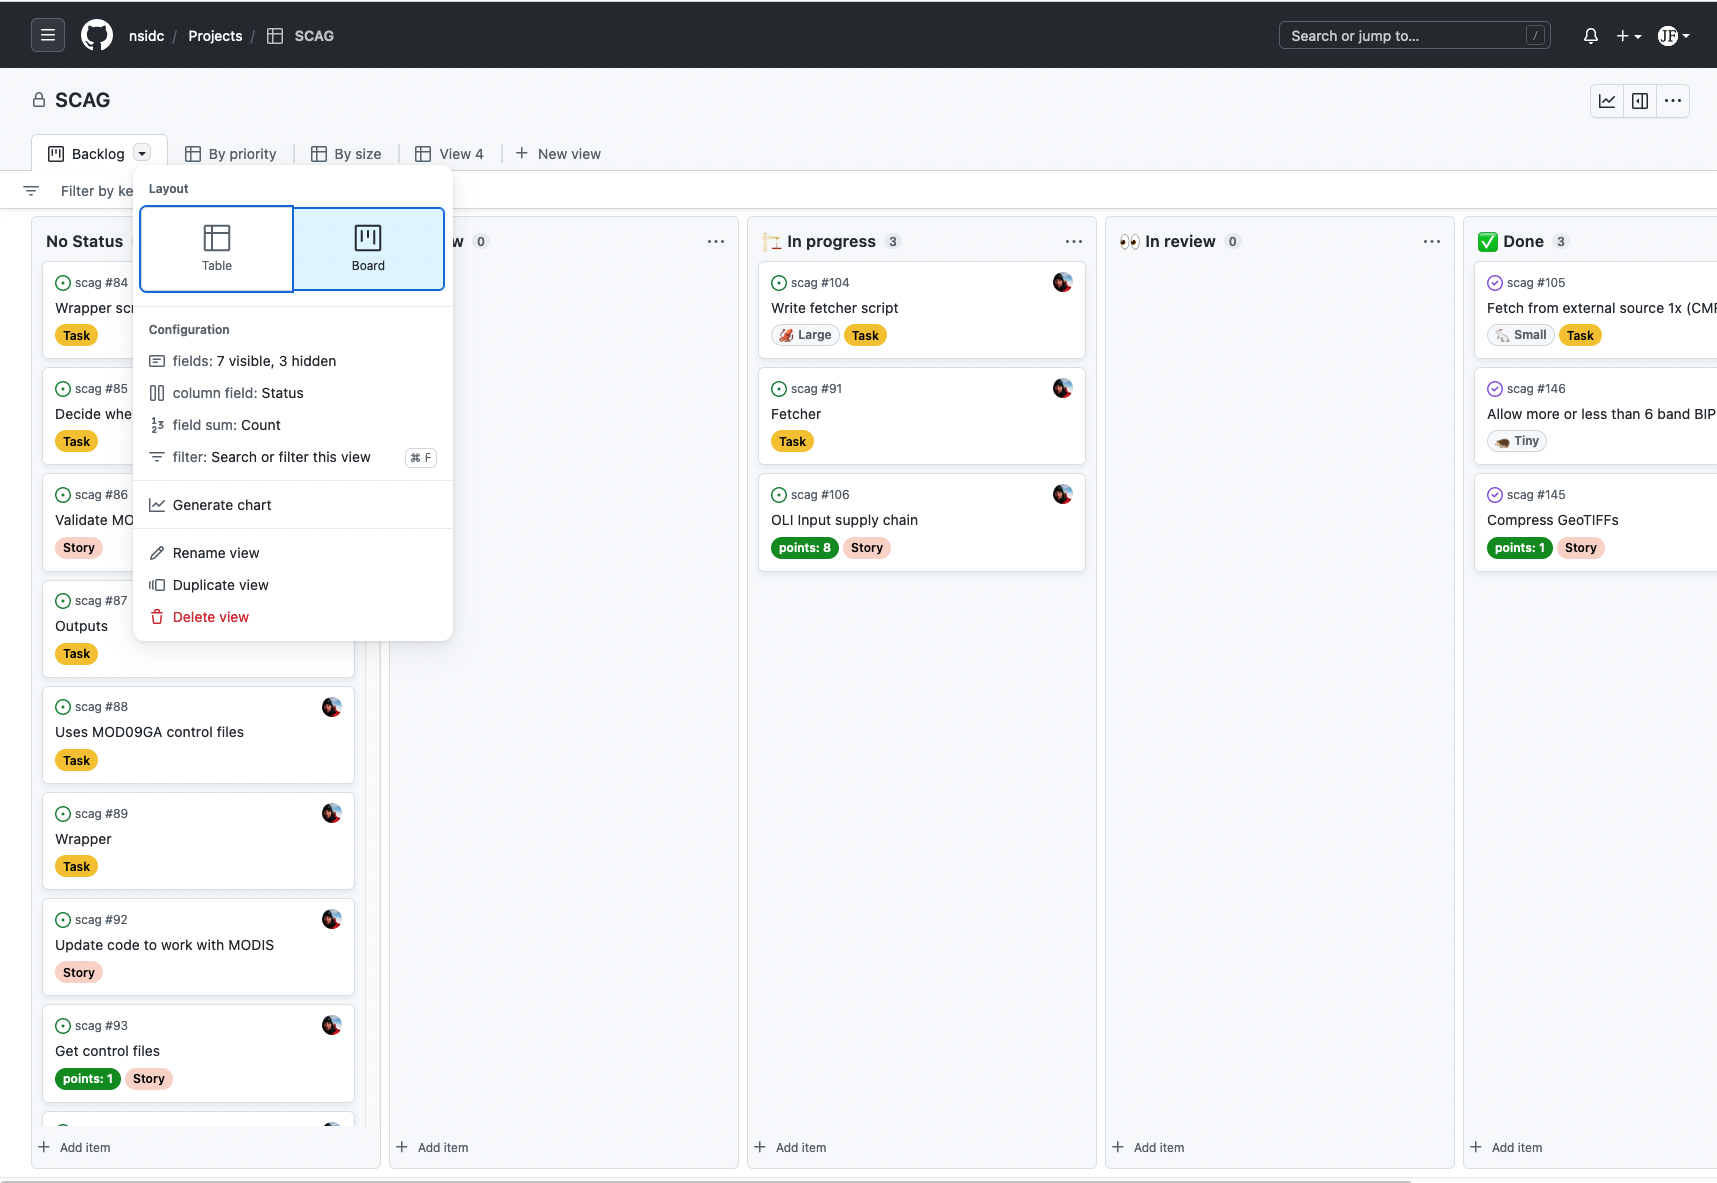 nsidc / Projects / SCAG
Search or jump to... /
JF
SCAG
Backlog
By priority
By size
View 4
New view
Filter by ke
Layout
Table
Board
Configuration
fields: 7 visible, 3 hidden
column field: Status
field sum: Count
filter: Search or filter this view ⌘ F
Generate chart
Rename view
Duplicate view
Delete view
No Status
scag #84
Wrapper scr
Task
scag #85
Decide whe
Task
scag #86
Validate MO
Story
scag #87
Outputs
Task
scag #88
Uses MOD09GA control files
Task
scag #89
Wrapper
Task
scag #92
Update code to work with MODIS
Story
scag #93
Get control files
points: 1 Story
Add item
w 0
Add item
In progress 3
scag #104
Write fetcher script
Large Task
scag #91
Fetcher
Task
scag #106
OLI Input supply chain
points: 8 Story
Add item
In review 0
Add item
Done 3
scag #105
Fetch from external source 1x (CMR
Small Task
scag #146
Allow more or less than 6 band BIP
Tiny
scag #145
Compress GeoTIFFs
points: 1 Story
Add item